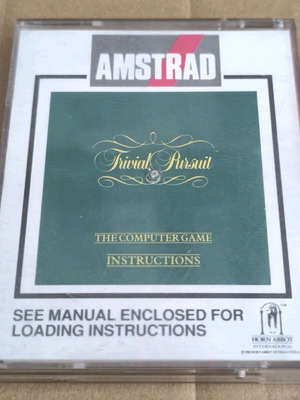 AMSTRAD
Trivial Pursuit
THE COMPUTER GAME
INSTRUCTIONS
SEE MANUAL ENCLOSED FOR
LOADING INSTRUCTIONS
HORN ABBOT
INTERNATIONAL